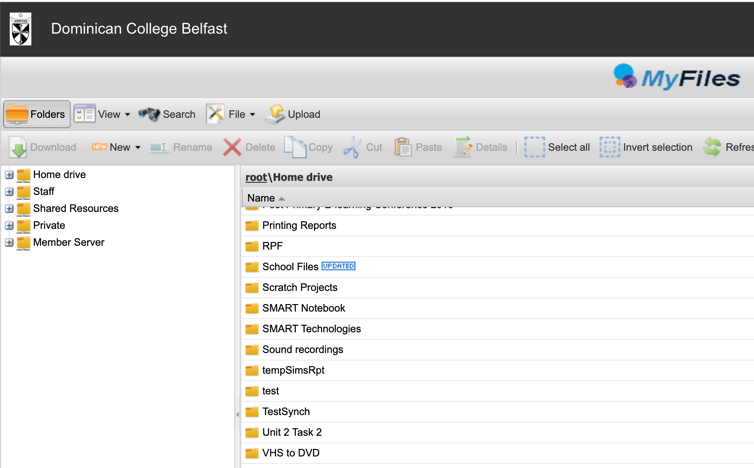 Dominican College Belfast
MyFiles
Folders View Search File Upload
Download New Rename Delete Copy Cut Paste Details Select all Invert selection Refres
Home drive
Staff
Shared Resources
Private
Member Server
root\Home drive
Name
Printing Reports
RPF
School Files UPDATED
Scratch Projects
SMART Notebook
SMART Technologies
Sound recordings
tempSimsRpt
test
TestSynch
Unit 2 Task 2
VHS to DVD